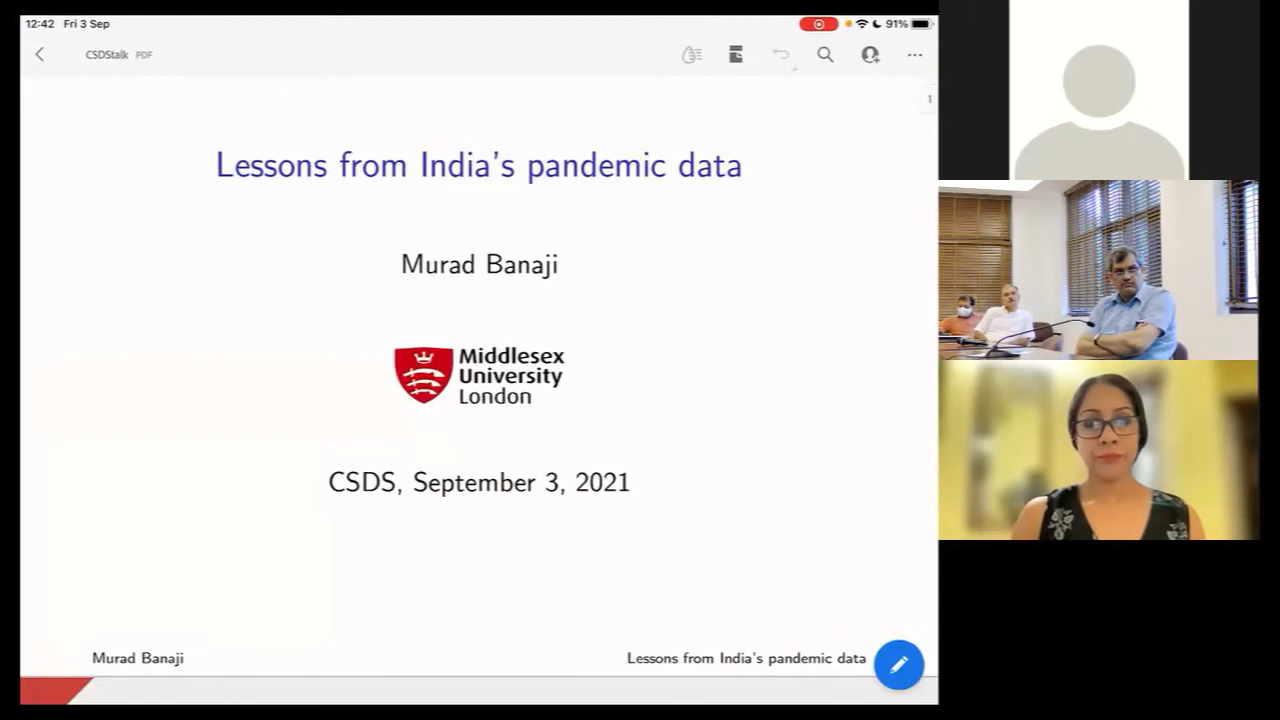 12:42 Fri 3 Sep
91%
CSDStalk PDF
1
Lessons from India's pandemic data
Murad Banaji
Middlesex
University
London
CSDS, September 3, 2021
Murad Banaji
Lessons from India's pandemic data